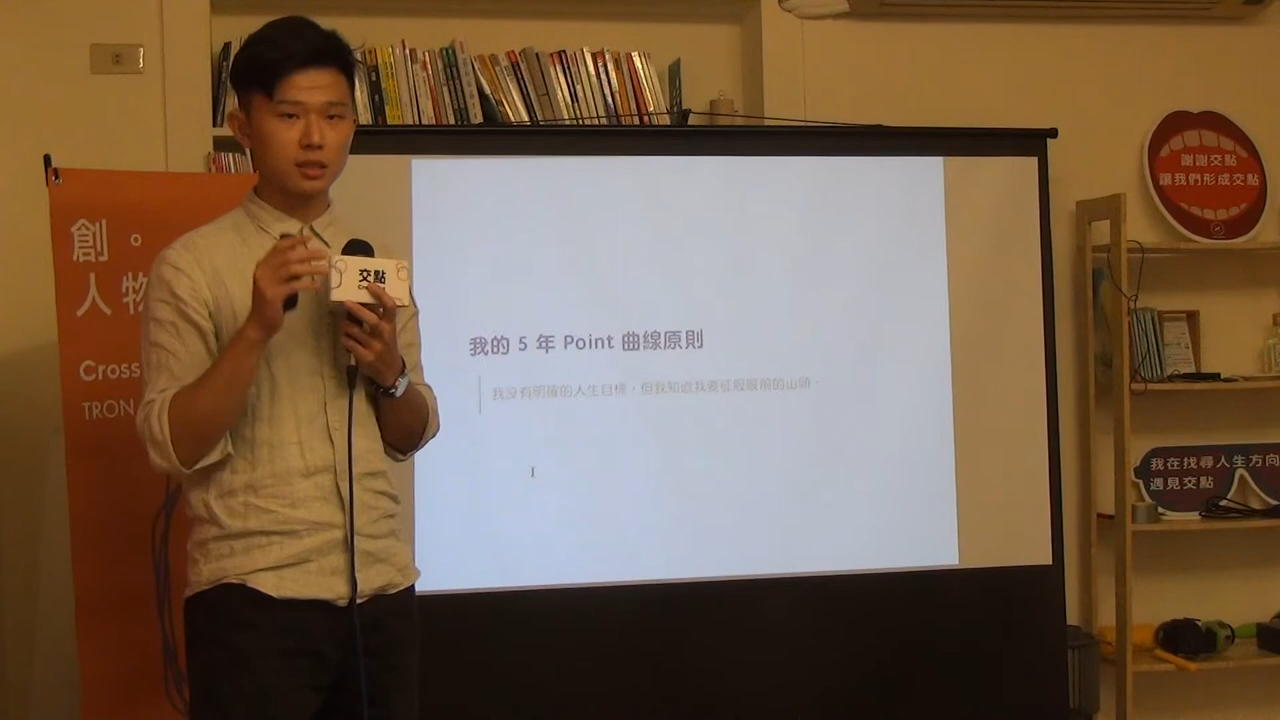 創。
人物
Cross
TRON
交點
我的 5 年 Point 曲線原則
我沒有明確的人生目標，但我知道我要征服眼前的山頭。
謝謝交點
讓我們形成交點
我在找尋人生方向
遇見交點